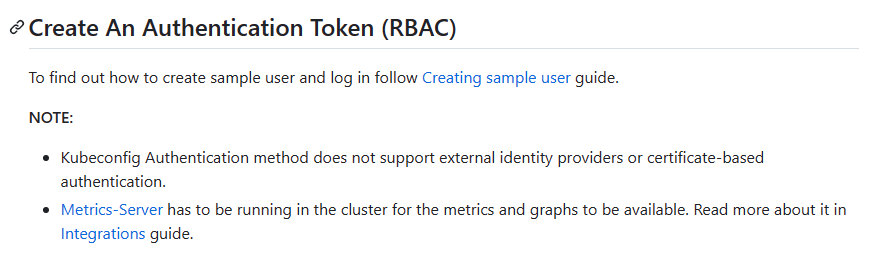 Create An Authentication Token (RBAC)
To find out how to create sample user and log in follow Creating sample user guide.
NOTE:
• Kubeconfig Authentication method does not support external identity providers or certificate-based
authentication.
• Metrics-Server has to be running in the cluster for the metrics and graphs to be available. Read more about it in
Integrations guide.